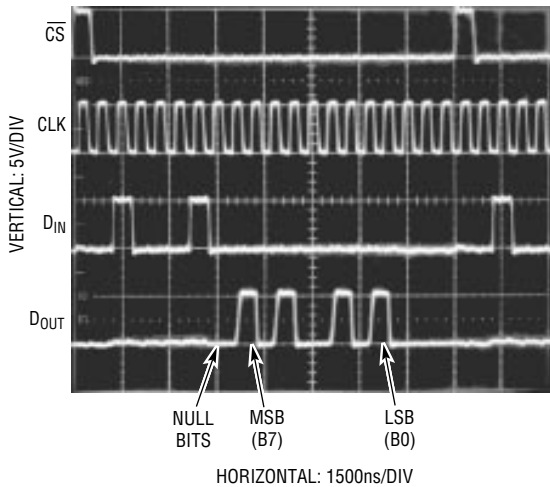 CS
CLK
VERTICAL: 5V/DIV
DIN
DOUT
NULL
BITS
MSB
(B7)
LSB
(B0)
HORIZONTAL: 1500ns/DIV